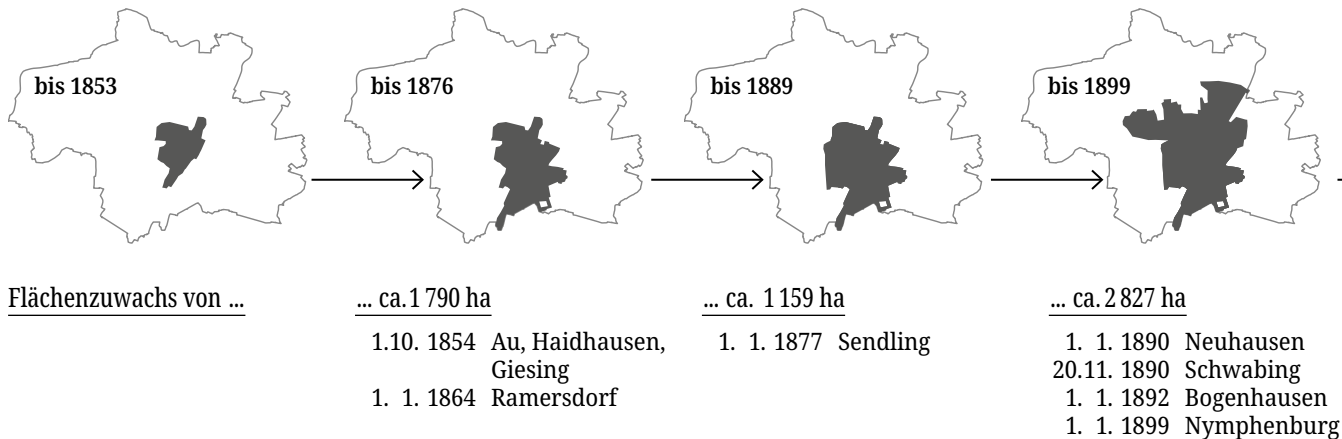 bis 1853
bis 1876
bis 1889
bis 1899
Flächenzuwachs von ...
... ca. 1 790 ha
1.10. 1854 Au, Haidhausen,
Giesing
1. 1. 1864 Ramersdorf
... ca. 1 159 ha
1. 1. 1877 Sendling
... ca. 2 827 ha
1. 1. 1890 Neuhausen
20.11. 1890 Schwabing
1. 1. 1892 Bogenhausen
1. 1. 1899 Nymphenburg